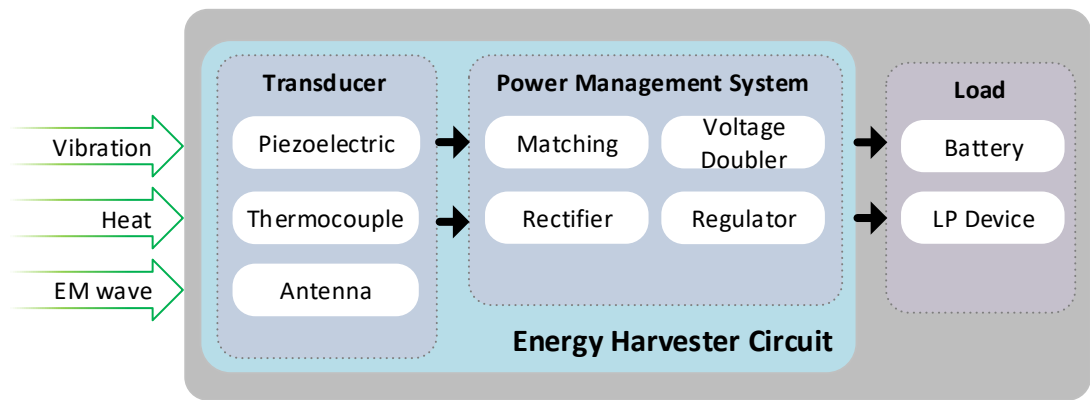 Transducer
Power Management System
Load
Vibration
Piezoelectric
Matching
Voltage
Doubler
Battery
Heat
Thermocouple
Rectifier
Regulator
LP Device
EM wave
Antenna
Energy Harvester Circuit